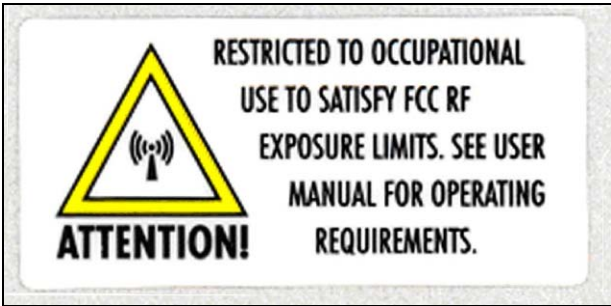 RESTRICTED TO OCCUPATIONAL
USE TO SATISFY FCC RF
EXPOSURE LIMITS. SEE USER
MANUAL FOR OPERATING
REQUIREMENTS.
ATTENTION!